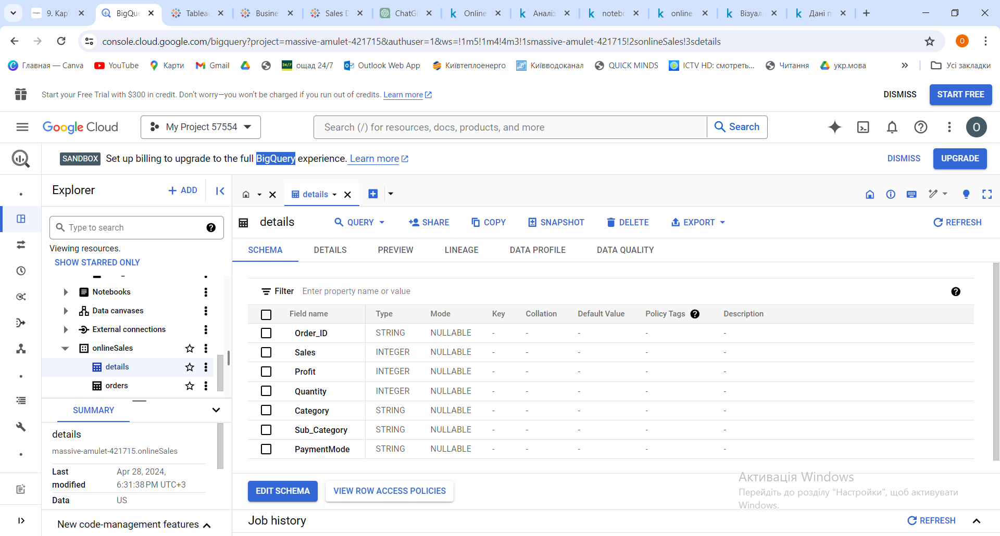 9. Kap
BigQue
Tablea
Busine
Sales D
ChatG
Online
Аналіз
notebo
online
Візуалі
Дані п
console.cloud.google.com/bigquery?project=massive-amulet-421715&authuser=1&ws=!1m5!1m4!4m3!1smassive-amulet-421715!2sonlineSales!3sdetails
O
Главная — Canva
YouTube
Карти
Gmail
24/7
ощад 24/7
Outlook Web App
Київтеплоенерго
Київводоканал
QUICK MINDS
ICTV HD: смотреть...
Читання
укр.мова
»
Усі закладки
Start your Free Trial with $300 in credit. Don't worry—you won't be charged if you run out of credits. Learn more
DISMISS
START FREE
Google Cloud
My Project 57554
Search (/) for resources, docs, products, and more
Search
O
SANDBOX
Set up billing to upgrade to the full BigQuery experience. Learn more
DISMISS
UPGRADE
Explorer
+ ADD
details
Type to search
Viewing resources.
SHOW STARRED ONLY
Notebooks
Data canvases
External connections
onlineSales
details
orders
SUMMARY
details
massive-amulet-421715.onlineSales
Last modified
Apr 28, 2024, 6:31:38 PM UTC+3
Data
US
New code-management features
details
QUERY
SHARE
COPY
SNAPSHOT
DELETE
EXPORT
REFRESH
SCHEMA
DETAILS
PREVIEW
LINEAGE
DATA PROFILE
DATA QUALITY
Filter
Enter property name or value
Field name Type Mode Key Collation Default Value Policy Tags Description
Order_ID STRING NULLABLE - - - - -
Sales INTEGER NULLABLE - - - - -
Profit INTEGER NULLABLE - - - - -
Quantity INTEGER NULLABLE - - - - -
Category STRING NULLABLE - - - - -
Sub_Category STRING NULLABLE - - - - -
PaymentMode STRING NULLABLE - - - - -
EDIT SCHEMA
VIEW ROW ACCESS POLICIES
Активація Windows
Перейдіть до розділу "Настройки", щоб активувати
Windows.
Job history
REFRESH